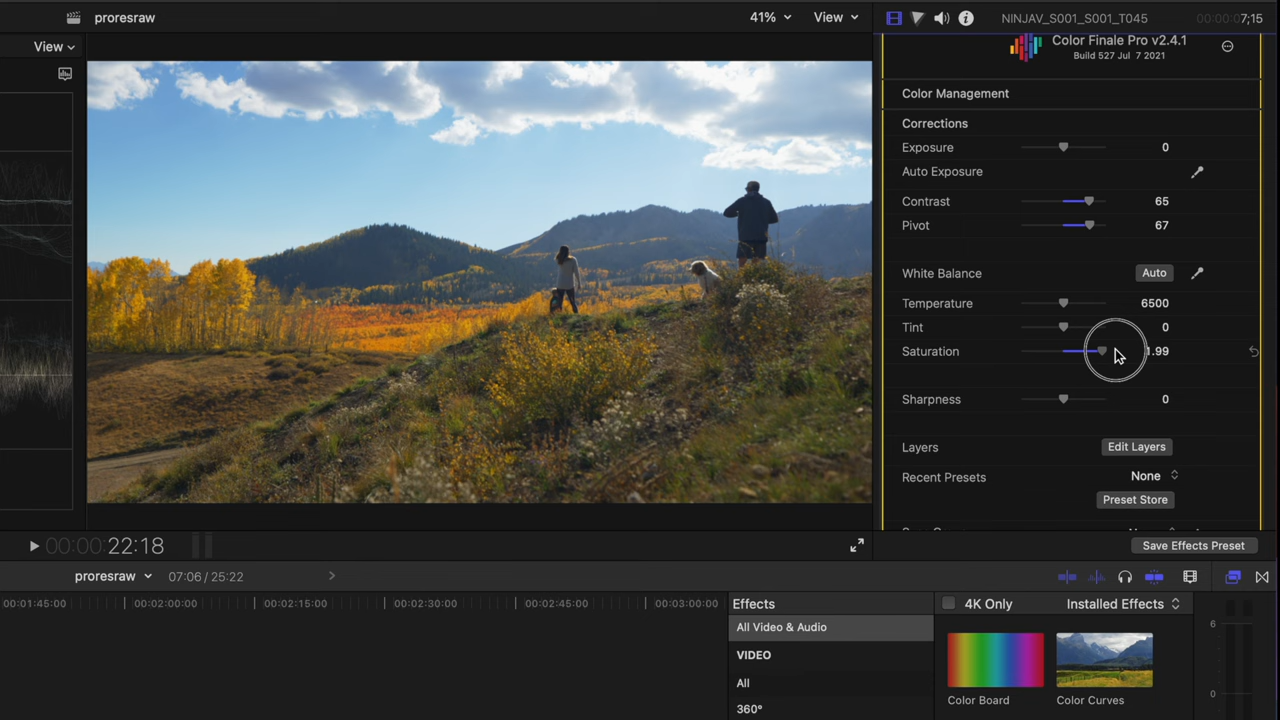 proresraw
41%
View
NINJAV_S001_S001_T045
00:00:07;15
View
Color Finale Pro v2.4.1
Build 527 Jul 7 2021
Color Management
Corrections
Exposure 0
Auto Exposure
Contrast 65
Pivot 67
White Balance Auto
Temperature 6500
Tint 0
Saturation 1.99
Sharpness 0
Layers Edit Layers
Recent Presets None
Preset Store
00:00:22:18
Save Effects Preset
proresraw
07:06 / 25:22
00:01:45:00 00:02:00:00 00:02:15:00 00:02:30:00 00:02:45:00 00:03:00:00
Effects
4K Only
Installed Effects
All Video & Audio
VIDEO
All
360°
Color Board
Color Curves
6
0